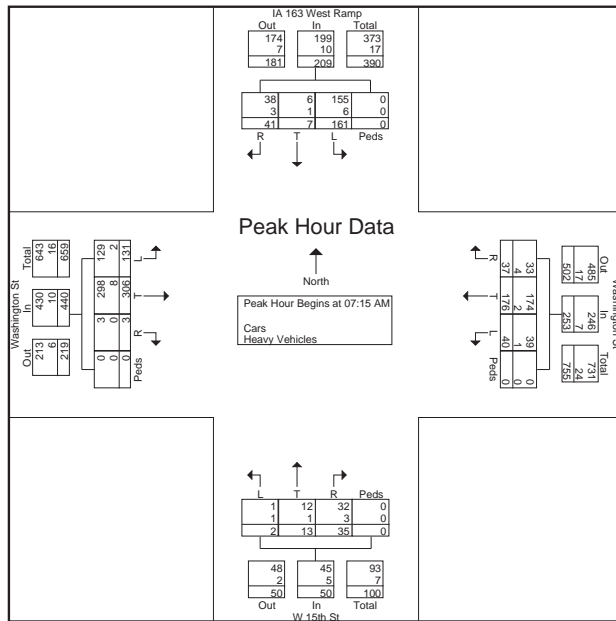 IA 163 West Ramp
Out In Total
174 199 373
7 10 17
181 209 390
38 6 155 0
3 1 6 0
41 7 161 0
R T L Peds
Peak Hour Data
North
Peak Hour Begins at 07:15 AM
Cars
Heavy Vehicles
Washington St
Total In Out
643 430 213
16 10 6
659 440 219
129 298 3 0
2 8 0 0
131 306 3 0
L T R Peds
Washington St
Out In Total
485 246 731
17 7 24
502 253 755
33 174 39 0
4 2 1 0
37 176 40 0
R T L Peds
L T R Peds
1 12 32 0
1 1 3 0
2 13 35 0
48 45 93
2 5 7
50 50 100
Out In Total
W 15th St